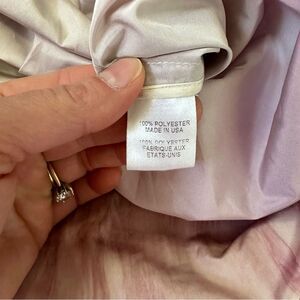 100% POLYESTER
MADE IN USA
100% POLYESTER
FABRIQUE AUX
ETATS-UNIS